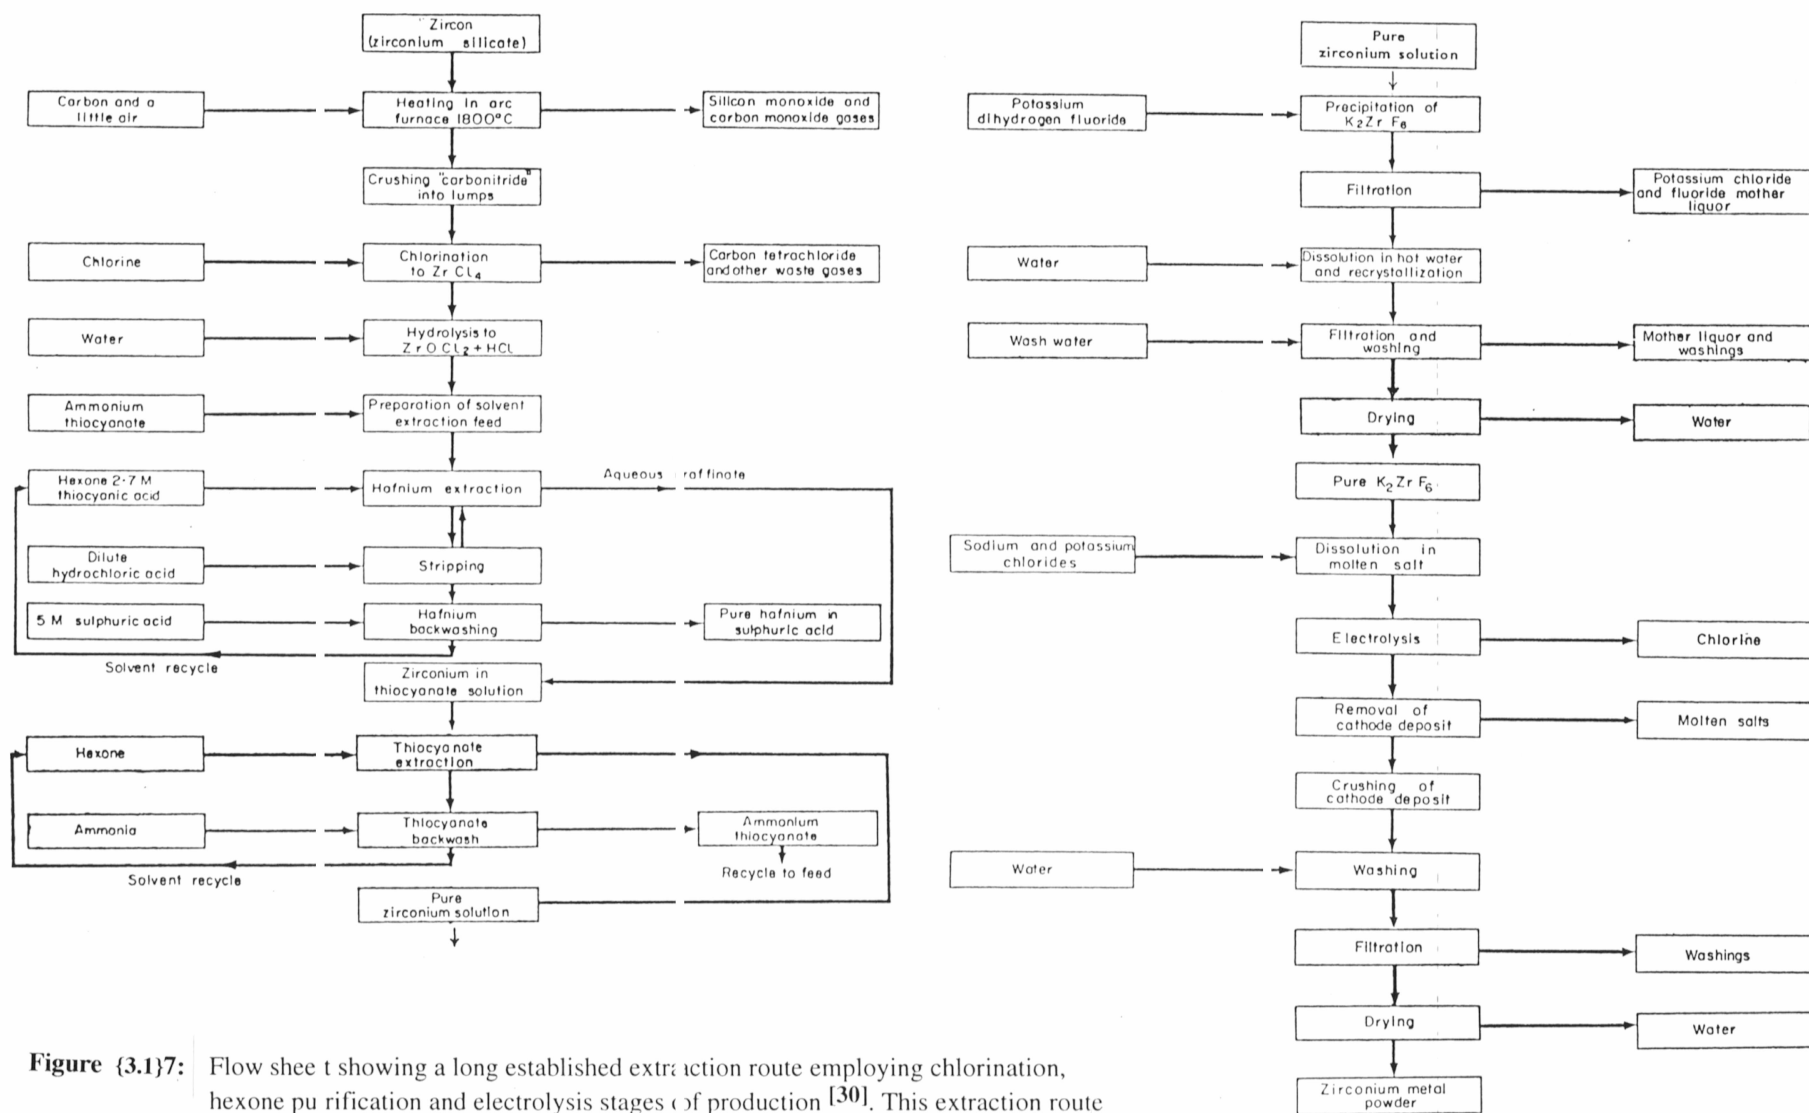 Zircon
(zirconium silicate)
Carbon and a
little air
Heating in arc
furnace 1800°C
Silicon monoxide and
carbon monoxide gases
Crushing "carbonitride"
into lumps
Chlorine
Chlorination
to Zr Cl₄
Carbon tetrachloride
and other waste gases
Water
Hydrolysis to
Zr O Cl₂ + HCl
Ammonium
thiocyanate
Preparation of solvent
extraction feed
Hexone 2·7 M
thiocyanic acid
Hafnium extraction
Aqueous raffinate
Dilute
hydrochloric acid
Stripping
5 M sulphuric acid
Hafnium
backwashing
Pure hafnium in
sulphuric acid
Solvent recycle
Zirconium in
thiocyanate solution
Hexone
Thiocyanate
extraction
Ammonia
Thiocyanate
backwash
Ammonium
thiocyanate
Recycle to feed
Solvent recycle
Pure
zirconium solution
Pure
zirconium solution
Potassium
dihydrogen fluoride
Precipitation of
K₂Zr F₆
Filtration
Potassium chloride
and fluoride mother
liquor
Water
Dissolution in hot water
and recrystallization
Wash water
Filtration and
washing
Mother liquor and
washings
Drying
Water
Pure K₂Zr F₆
Sodium and potassium
chlorides
Dissolution in
molten salt
Electrolysis
Chlorine
Removal of
cathode deposit
Molten salts
Crushing of
cathode deposit
Water
Washing
Filtration
Washings
Drying
Water
Zirconium metal
powder
Figure {3.1}7: Flow shee t showing a long established extraction route employing chlorination,
hexone pu rification and electrolysis stages of production [30]. This extraction route